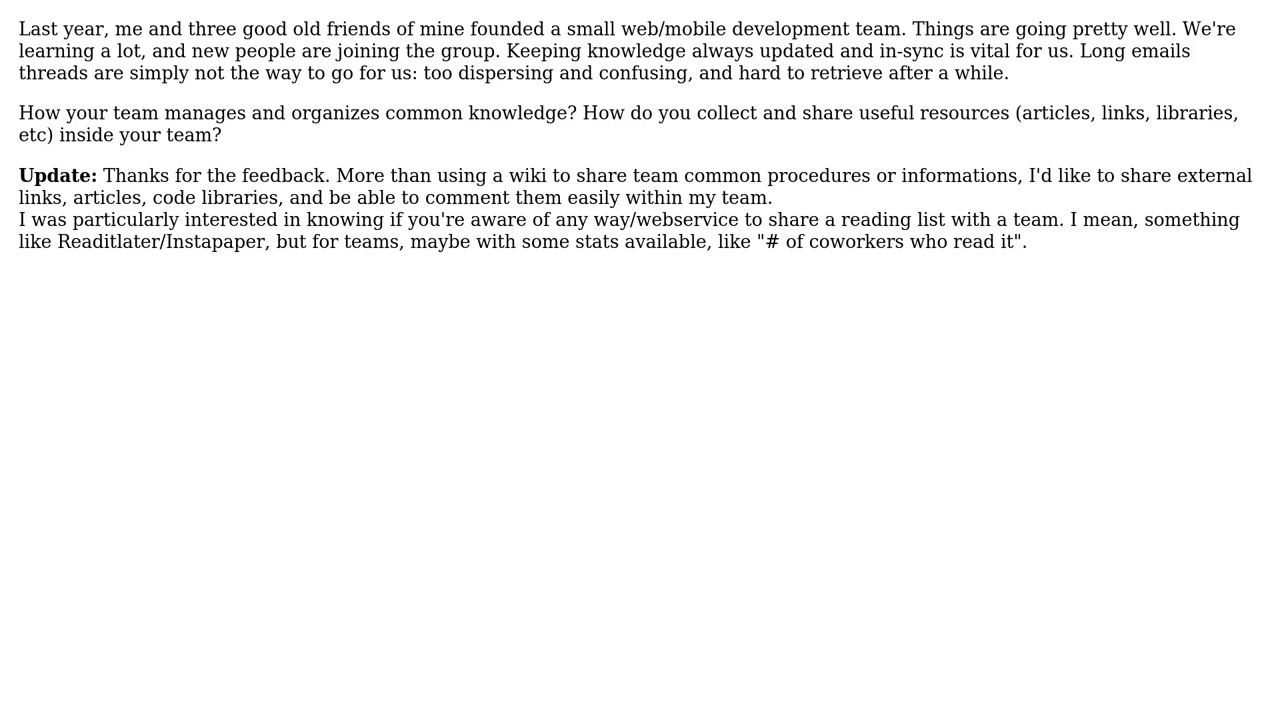 Last year, me and three good old friends of mine founded a small web/mobile development team. Things are going pretty well. We're
learning a lot, and new people are joining the group. Keeping knowledge always updated and in-sync is vital for us. Long emails
threads are simply not the way to go for us: too dispersing and confusing, and hard to retrieve after a while.
How your team manages and organizes common knowledge? How do you collect and share useful resources (articles, links, libraries,
etc) inside your team?
Update: Thanks for the feedback. More than using a wiki to share team common procedures or informations, I'd like to share external
links, articles, code libraries, and be able to comment them easily within my team.
I was particularly interested in knowing if you're aware of any way/webservice to share a reading list with a team. I mean, something
like Readitlater/Instapaper, but for teams, maybe with some stats available, like "# of coworkers who read it".